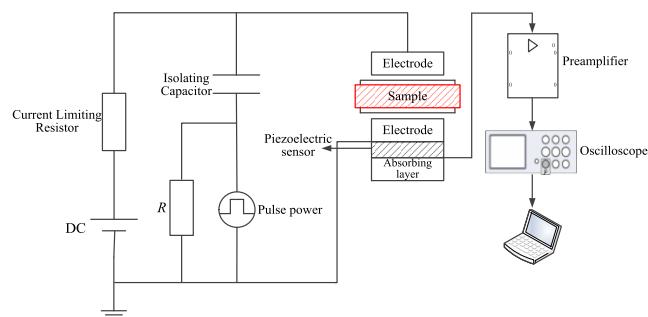 Electrode
Isolating
Capacitor
Preamplifier
Sample
Current Limiting
Resistor
Electrode
Piezoelectric
sensor
Oscilloscope
Absorbing
layer
R
Pulse power
DC